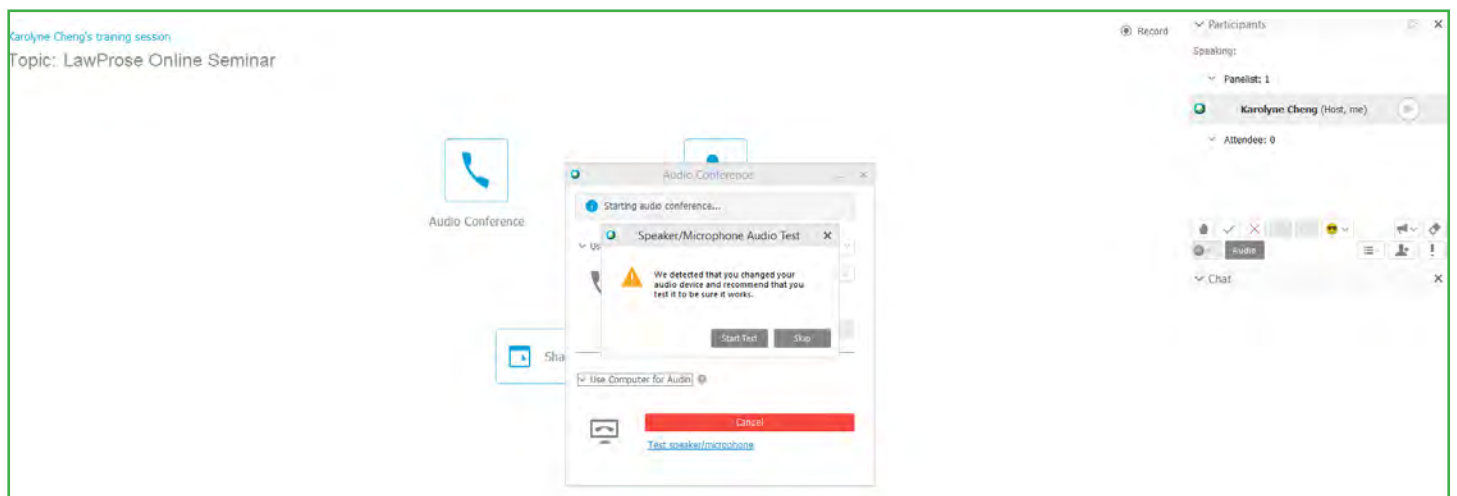 Karolyne Cheng's training session
Topic: LawProse Online Seminar
Record
Participants
Speaking:
Panelist: 1
Karolyne Cheng (Host, me)
Attendee: 0
Audio Conference
Audio Conference
Starting audio conference...
Speaker/Microphone Audio Test
We detected that you changed your
audio device and recommend that you
test it to be sure it works.
Start Test Skip
Audio
Chat
Use Computer for Audio
Cancel
Test speaker/microphone